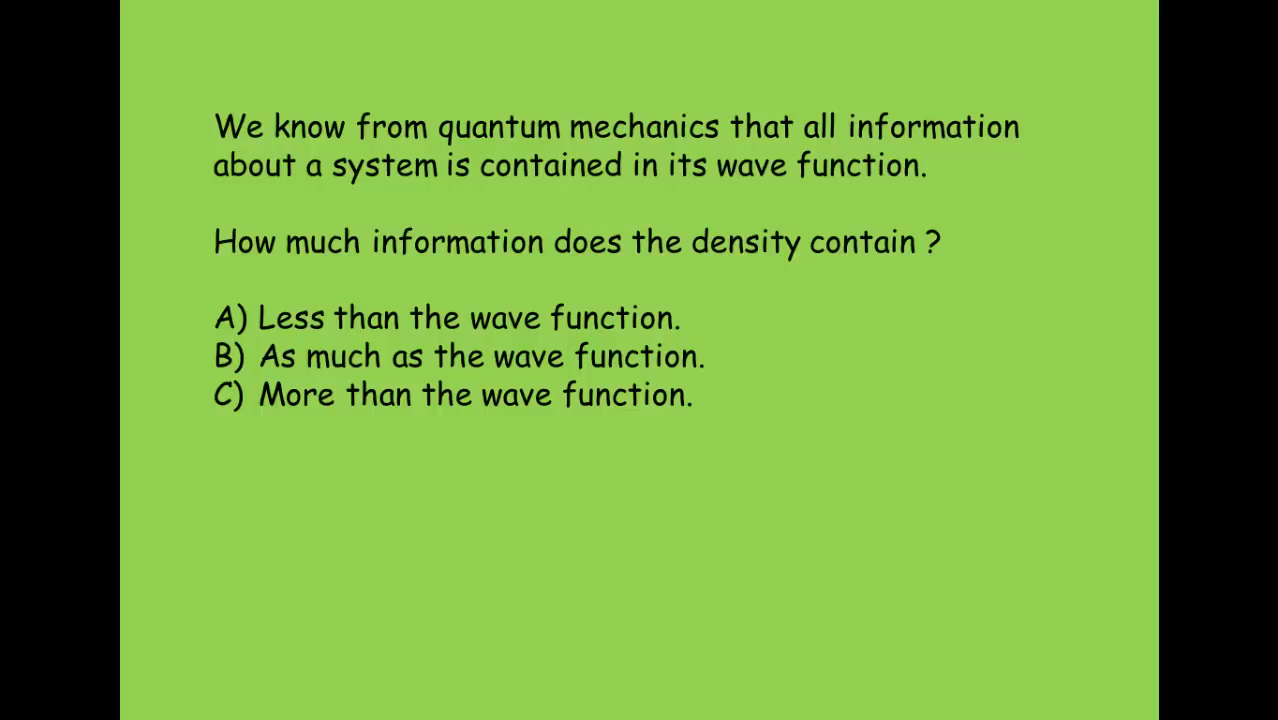 We know from quantum mechanics that all information
about a system is contained in its wave function.
How much information does the density contain ?
A) Less than the wave function.
B) As much as the wave function.
C) More than the wave function.